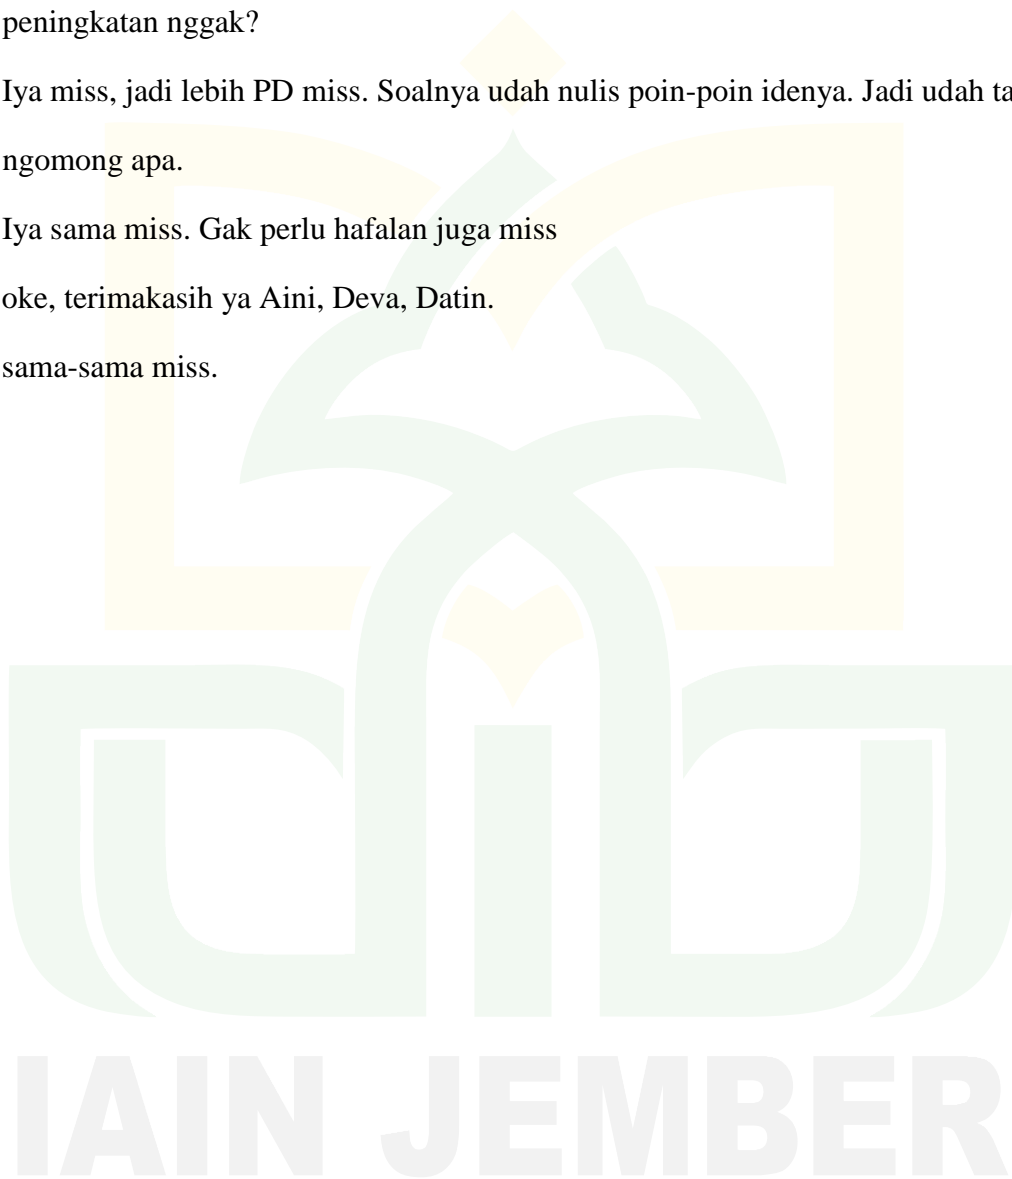 peningkatan nggak?
Iya miss, jadi lebih PD miss. Soalnya udah nulis poin-poin idenya. Jadi udah
ngomong apa.
Iya sama miss. Gak perlu hafalan juga miss
oke, terimakasih ya Aini, Deva, Datin.
sama-sama miss.
IAIN JEMBER